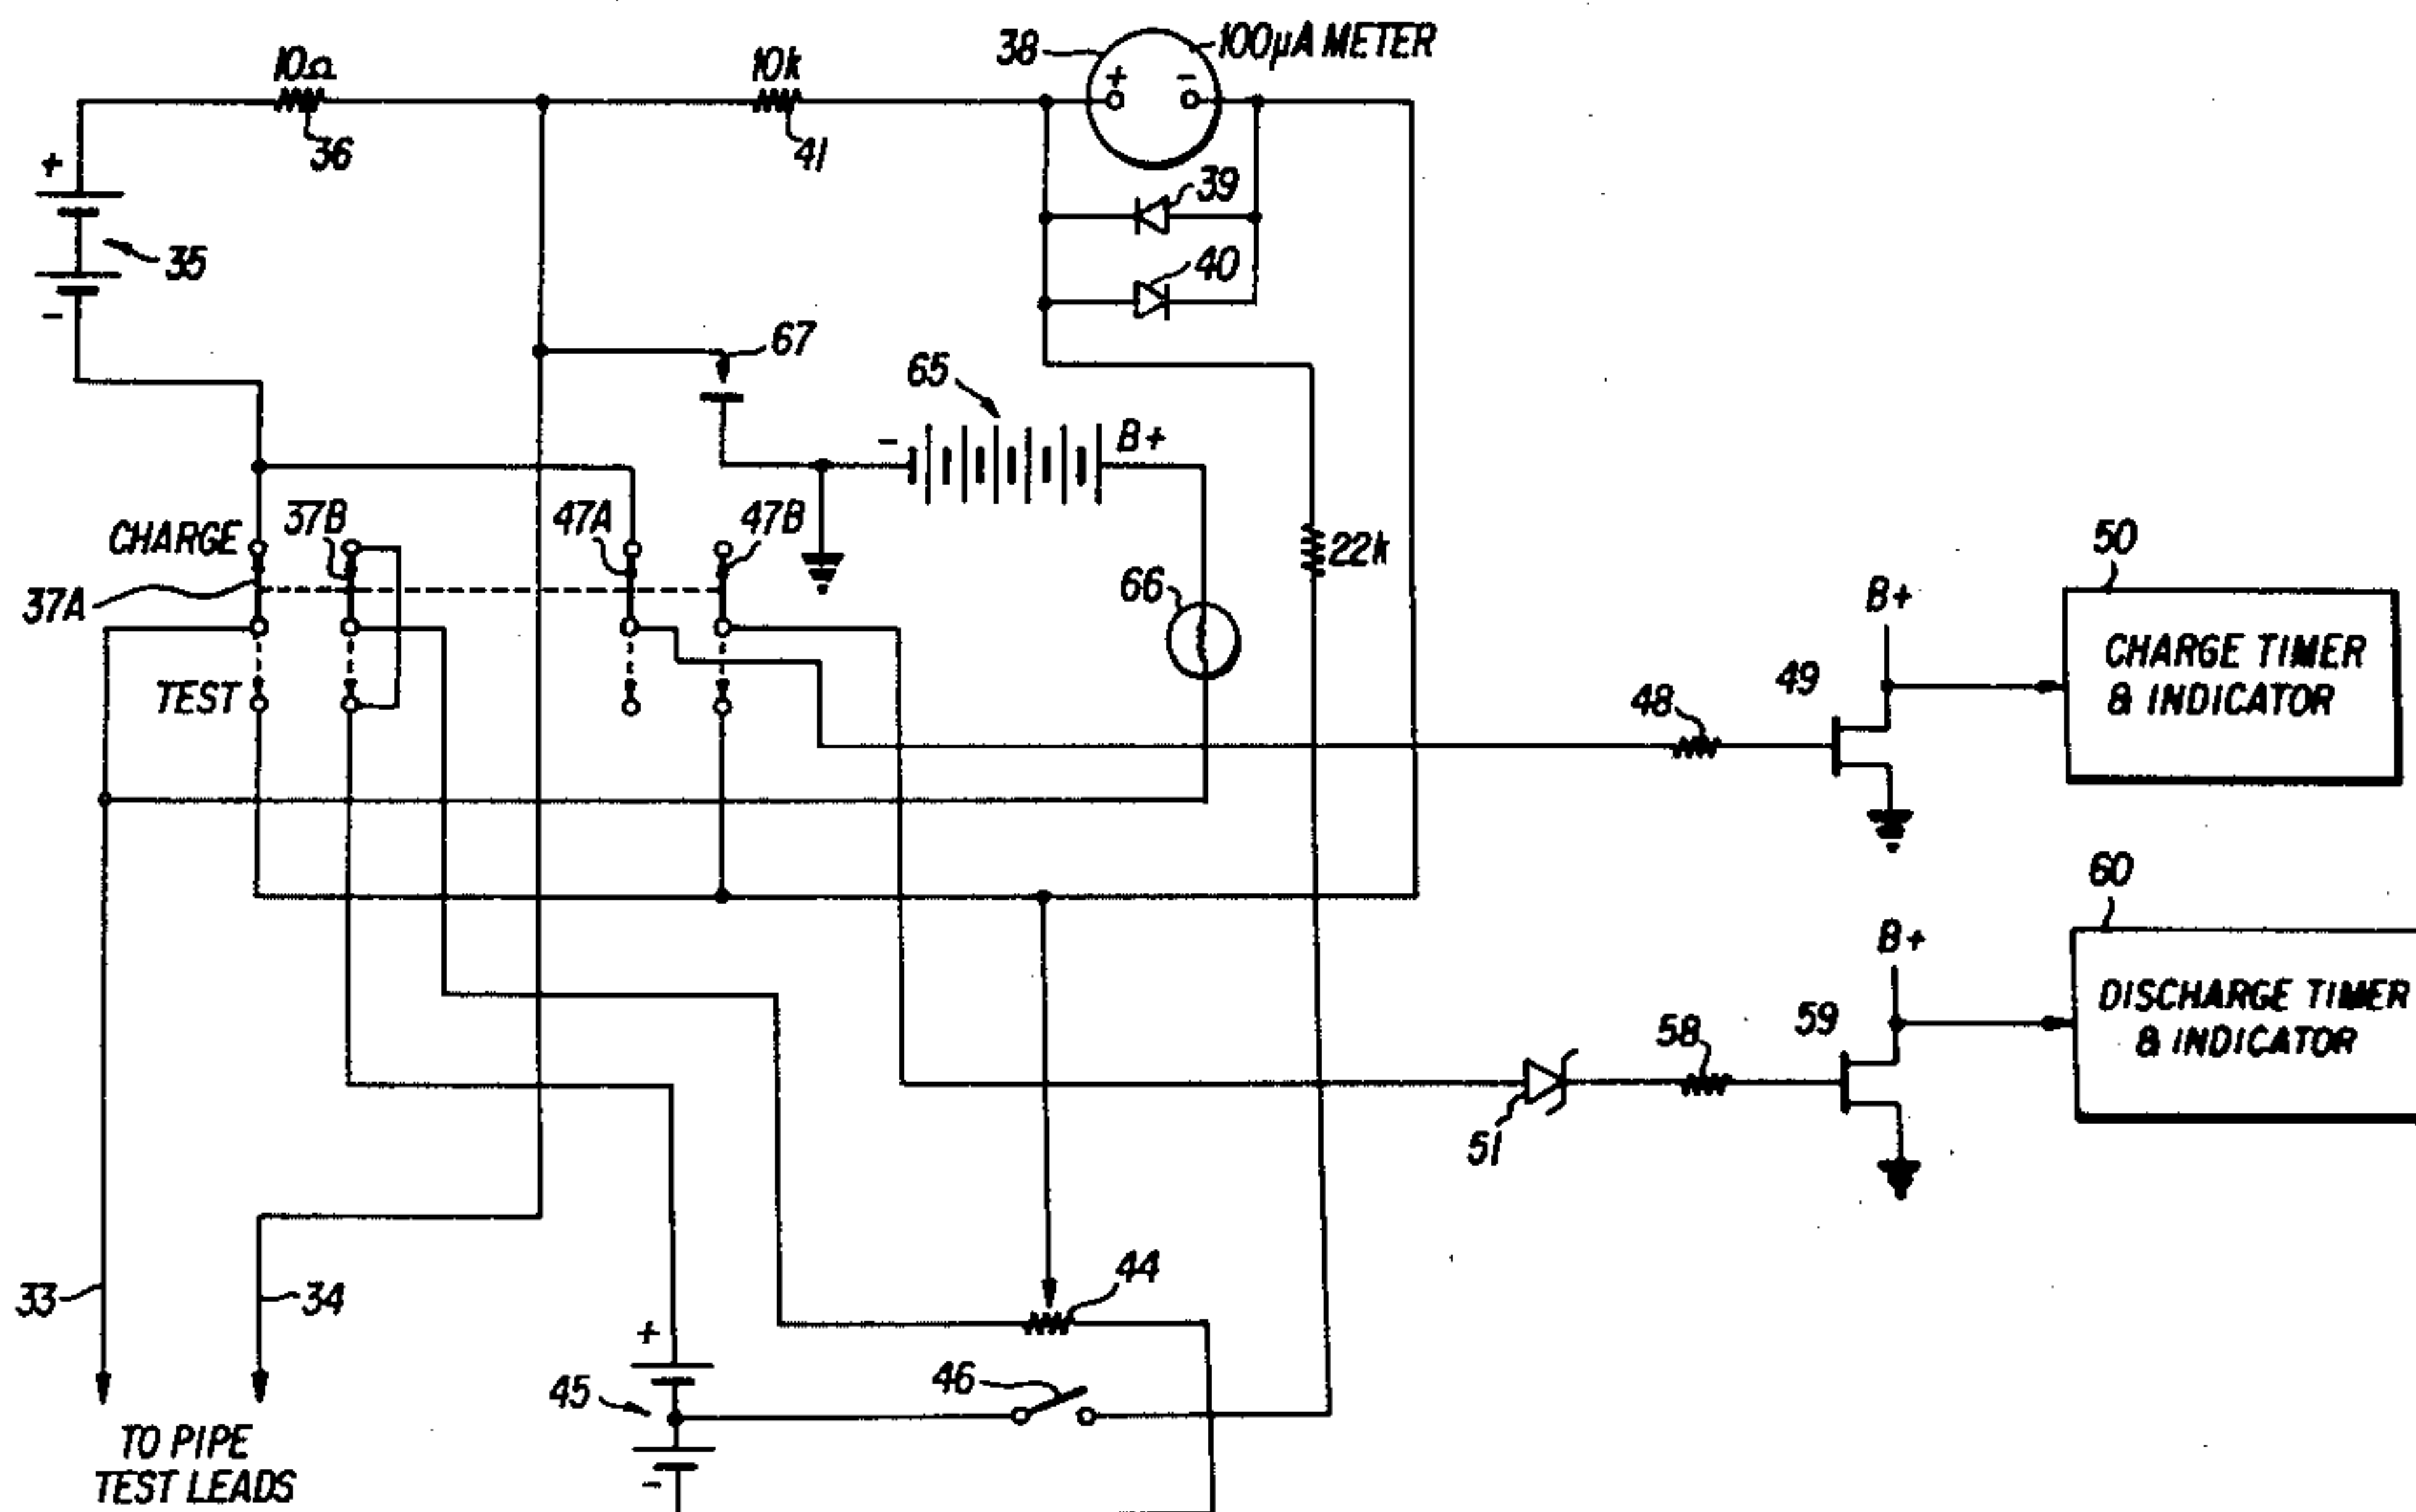 10Ω
36
10k
41
38
100µA METER
+ -
39
40
+
35
-
67
65
- B+
CHARGE
37B
47A
47B
37A
TEST
66
22k
50
B+
49
CHARGE TIMER
& INDICATOR
48
60
B+
59
DISCHARGE TIMER
& INDICATOR
58
51
33
34
44
+
45
46
-
TO PIPE
TEST LEADS